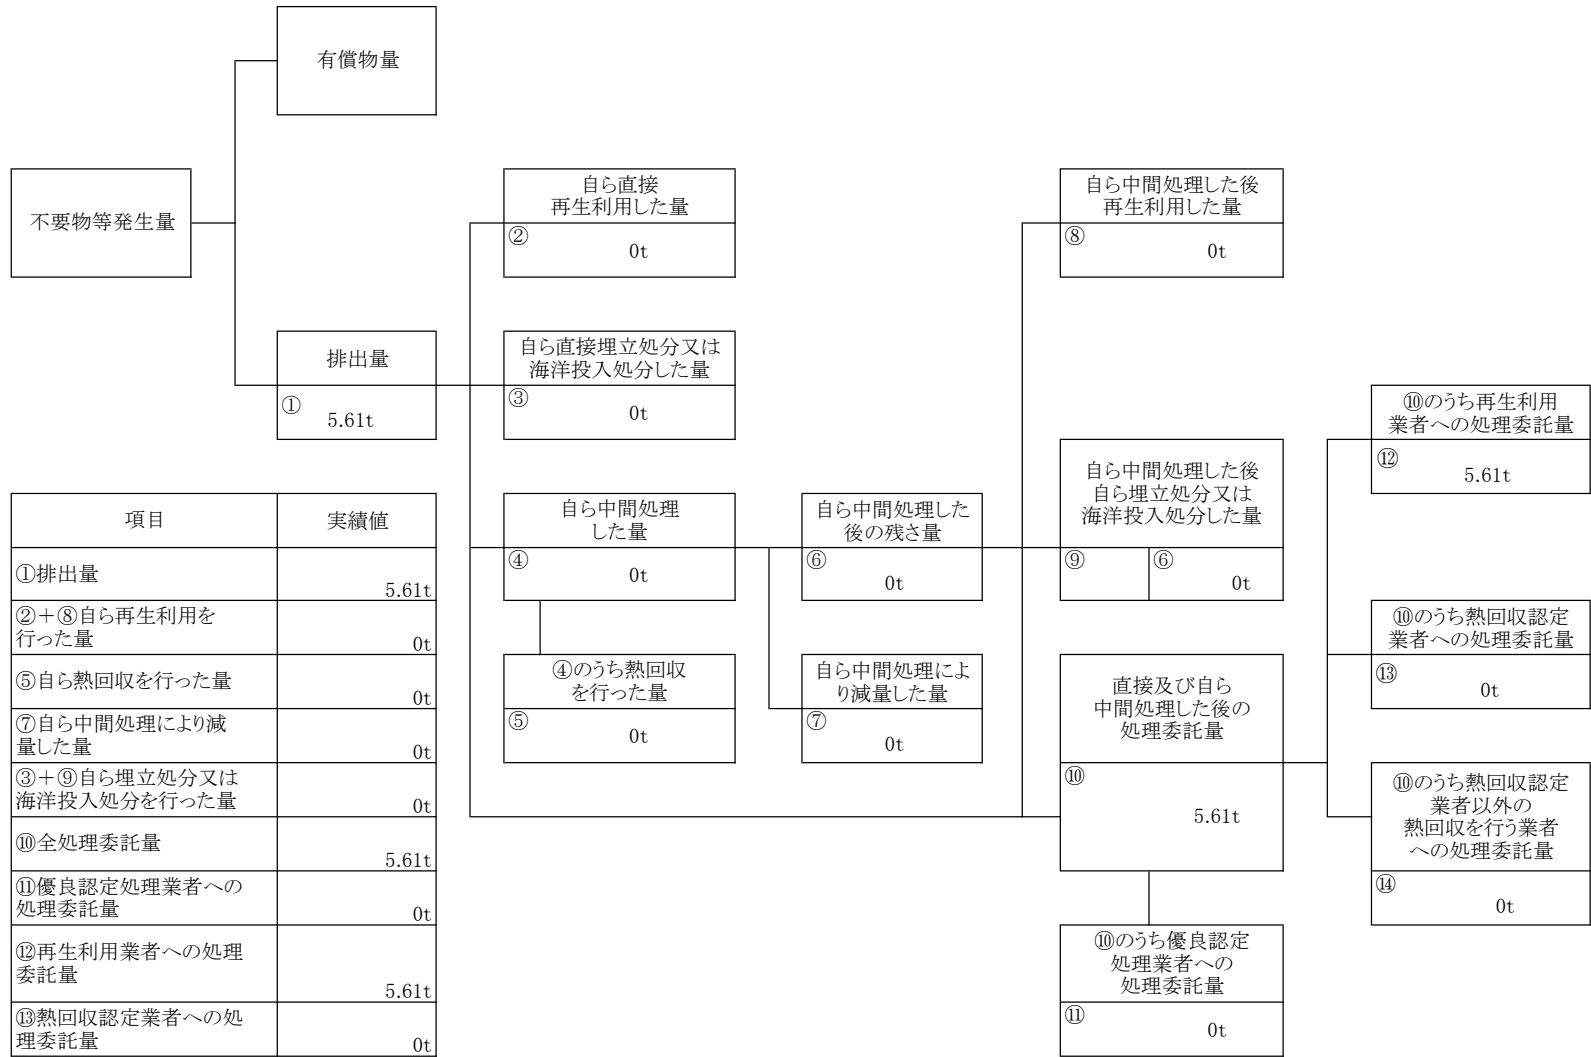 有償物量
不要物等発生量
排出量
①
5.61t
自ら直接
再生利用した量
②
0t
自ら直接埋立処分又は
海洋投入処分した量
③
0t
自ら中間処理
した量
④
0t
④のうち熱回収
を行った量
⑤
0t
自ら中間処理した
後の残さ量
⑥
0t
自ら中間処理によ
り減量した量
⑦
0t
自ら中間処理した後
再生利用した量
⑧
0t
自ら中間処理した後
自ら埋立処分又は
海洋投入処分した量
⑨
⑥
0t
直接及び自ら
中間処理した後の
処理委託量
⑩
5.61t
⑩のうち優良認定
処理業者への
処理委託量
⑪
0t
⑩のうち再生利用
業者への処理委託量
⑫
5.61t
⑩のうち熱回収認定
業者への処理委託量
⑬
0t
⑩のうち熱回収認定
業者以外の
熱回収を行う業者
への処理委託量
⑭
0t
項目 実績値
①排出量
5.61t
②＋⑧自ら再生利用を
行った量
0t
⑤自ら熱回収を行った量
0t
⑦自ら中間処理により減
量した量
0t
③＋⑨自ら埋立処分又は
海洋投入処分を行った量
0t
⑩全処理委託量
5.61t
⑪優良認定処理業者への
処理委託量
0t
⑫再生利用業者への処理
委託量
5.61t
⑬熱回収認定業者への処
理委託量
0t